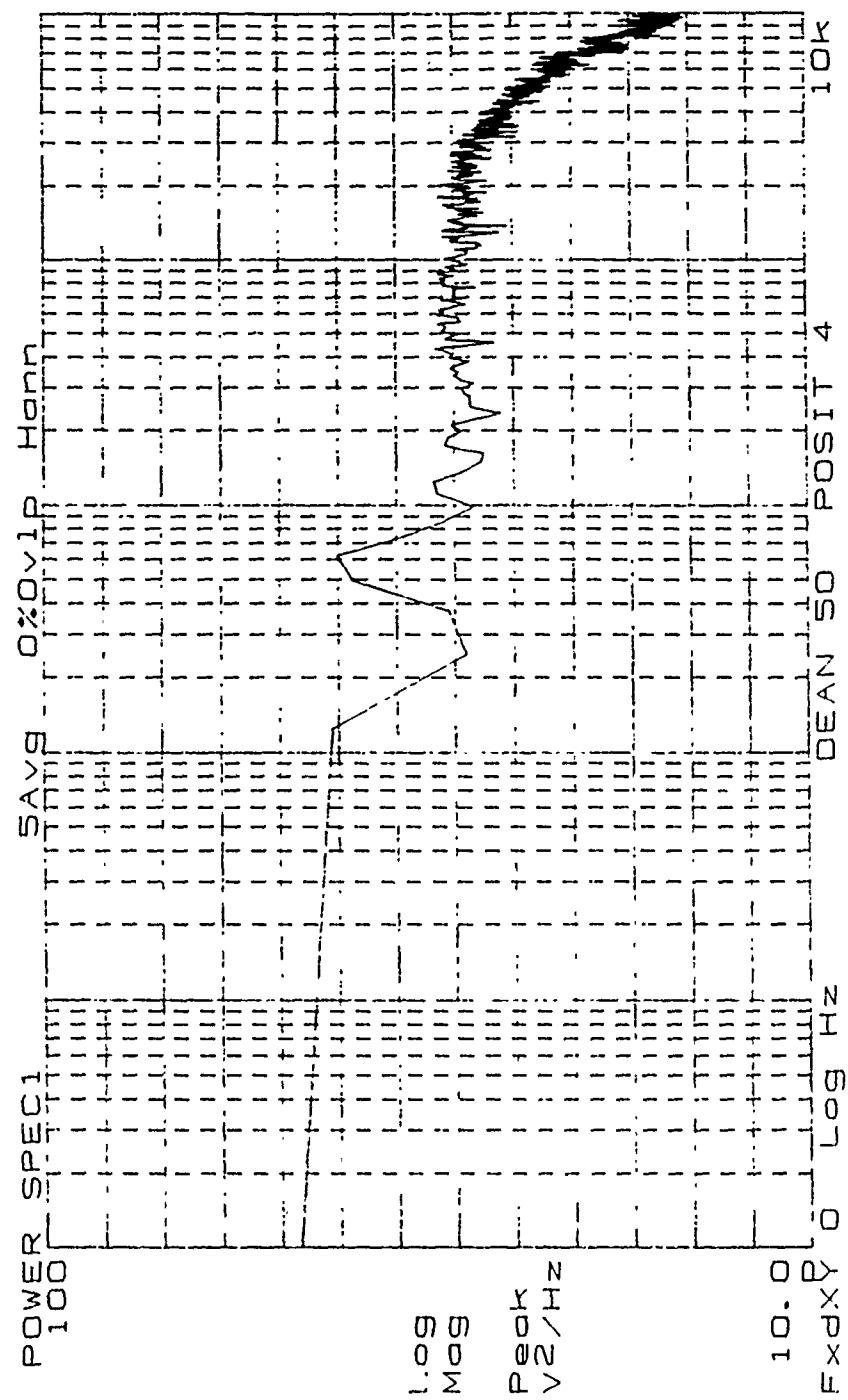 POWER SPEC1 5Avg 0%Ovlp Hann
100
Log
Mag
Peak
V2/Hz
10.0
p
FxdXY 0 Log Hz DEAN 50 POSIT 4 10k